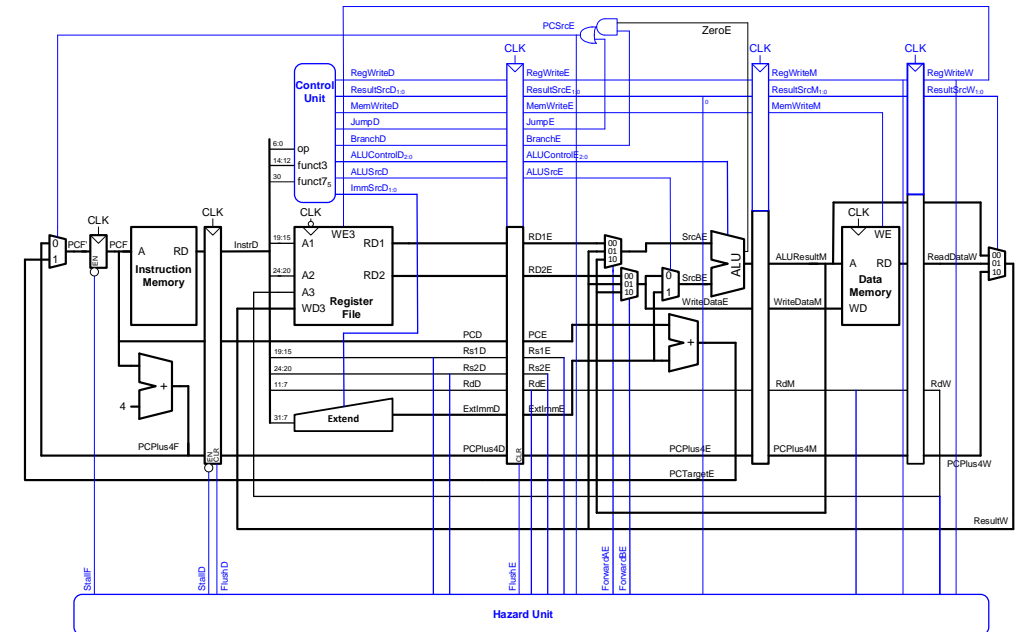 PCSrcE
ZeroE
CLK
CLK
CLK
Control Unit
RegWriteD
RegWriteE
RegWriteM
RegWriteW
ResultSrcD1:0
ResultSrcE1:0
0
ResultSrcM1:0
ResultSrcW1:0
MemWriteD
MemWriteE
MemWriteM
JumpD
JumpE
6:0
op
BranchD
BranchE
14:12
funct3
ALUControlD2:0
ALUControlE2:0
30
funct75
ALUSrcD
ALUSrcE
ImmSrcD1:0
CLK
CLK
CLK
CLK
0
1
PCF'
PCF
EN
A
RD
Instruction Memory
InstrD
19:15
A1
WE3
RD1
RD1E
00
01
10
SrcAE
ALU
ALUResultM
WE
A
RD
ReadDataW
00
01
10
24:20
A2
RD2
RD2E
00
01
10
0
1
SrcBE
A3
WD3
Register File
WriteDataE
WriteDataM
Data Memory
WD
PCD
PCE
+
19:15
Rs1D
Rs1E
24:20
Rs2D
Rs2E
11:7
RdD
RdE
RdM
RdW
+
4
31:7
Extend
ExtImmD
ExtImmE
PCPlus4F
PCPlus4D
PCPlus4E
PCPlus4M
PCPlus4W
EN
CLR
CLR
PCTargetE
ResultW
StallF
StallD
FlushD
FlushE
ForwardAE
ForwardBE
Hazard Unit